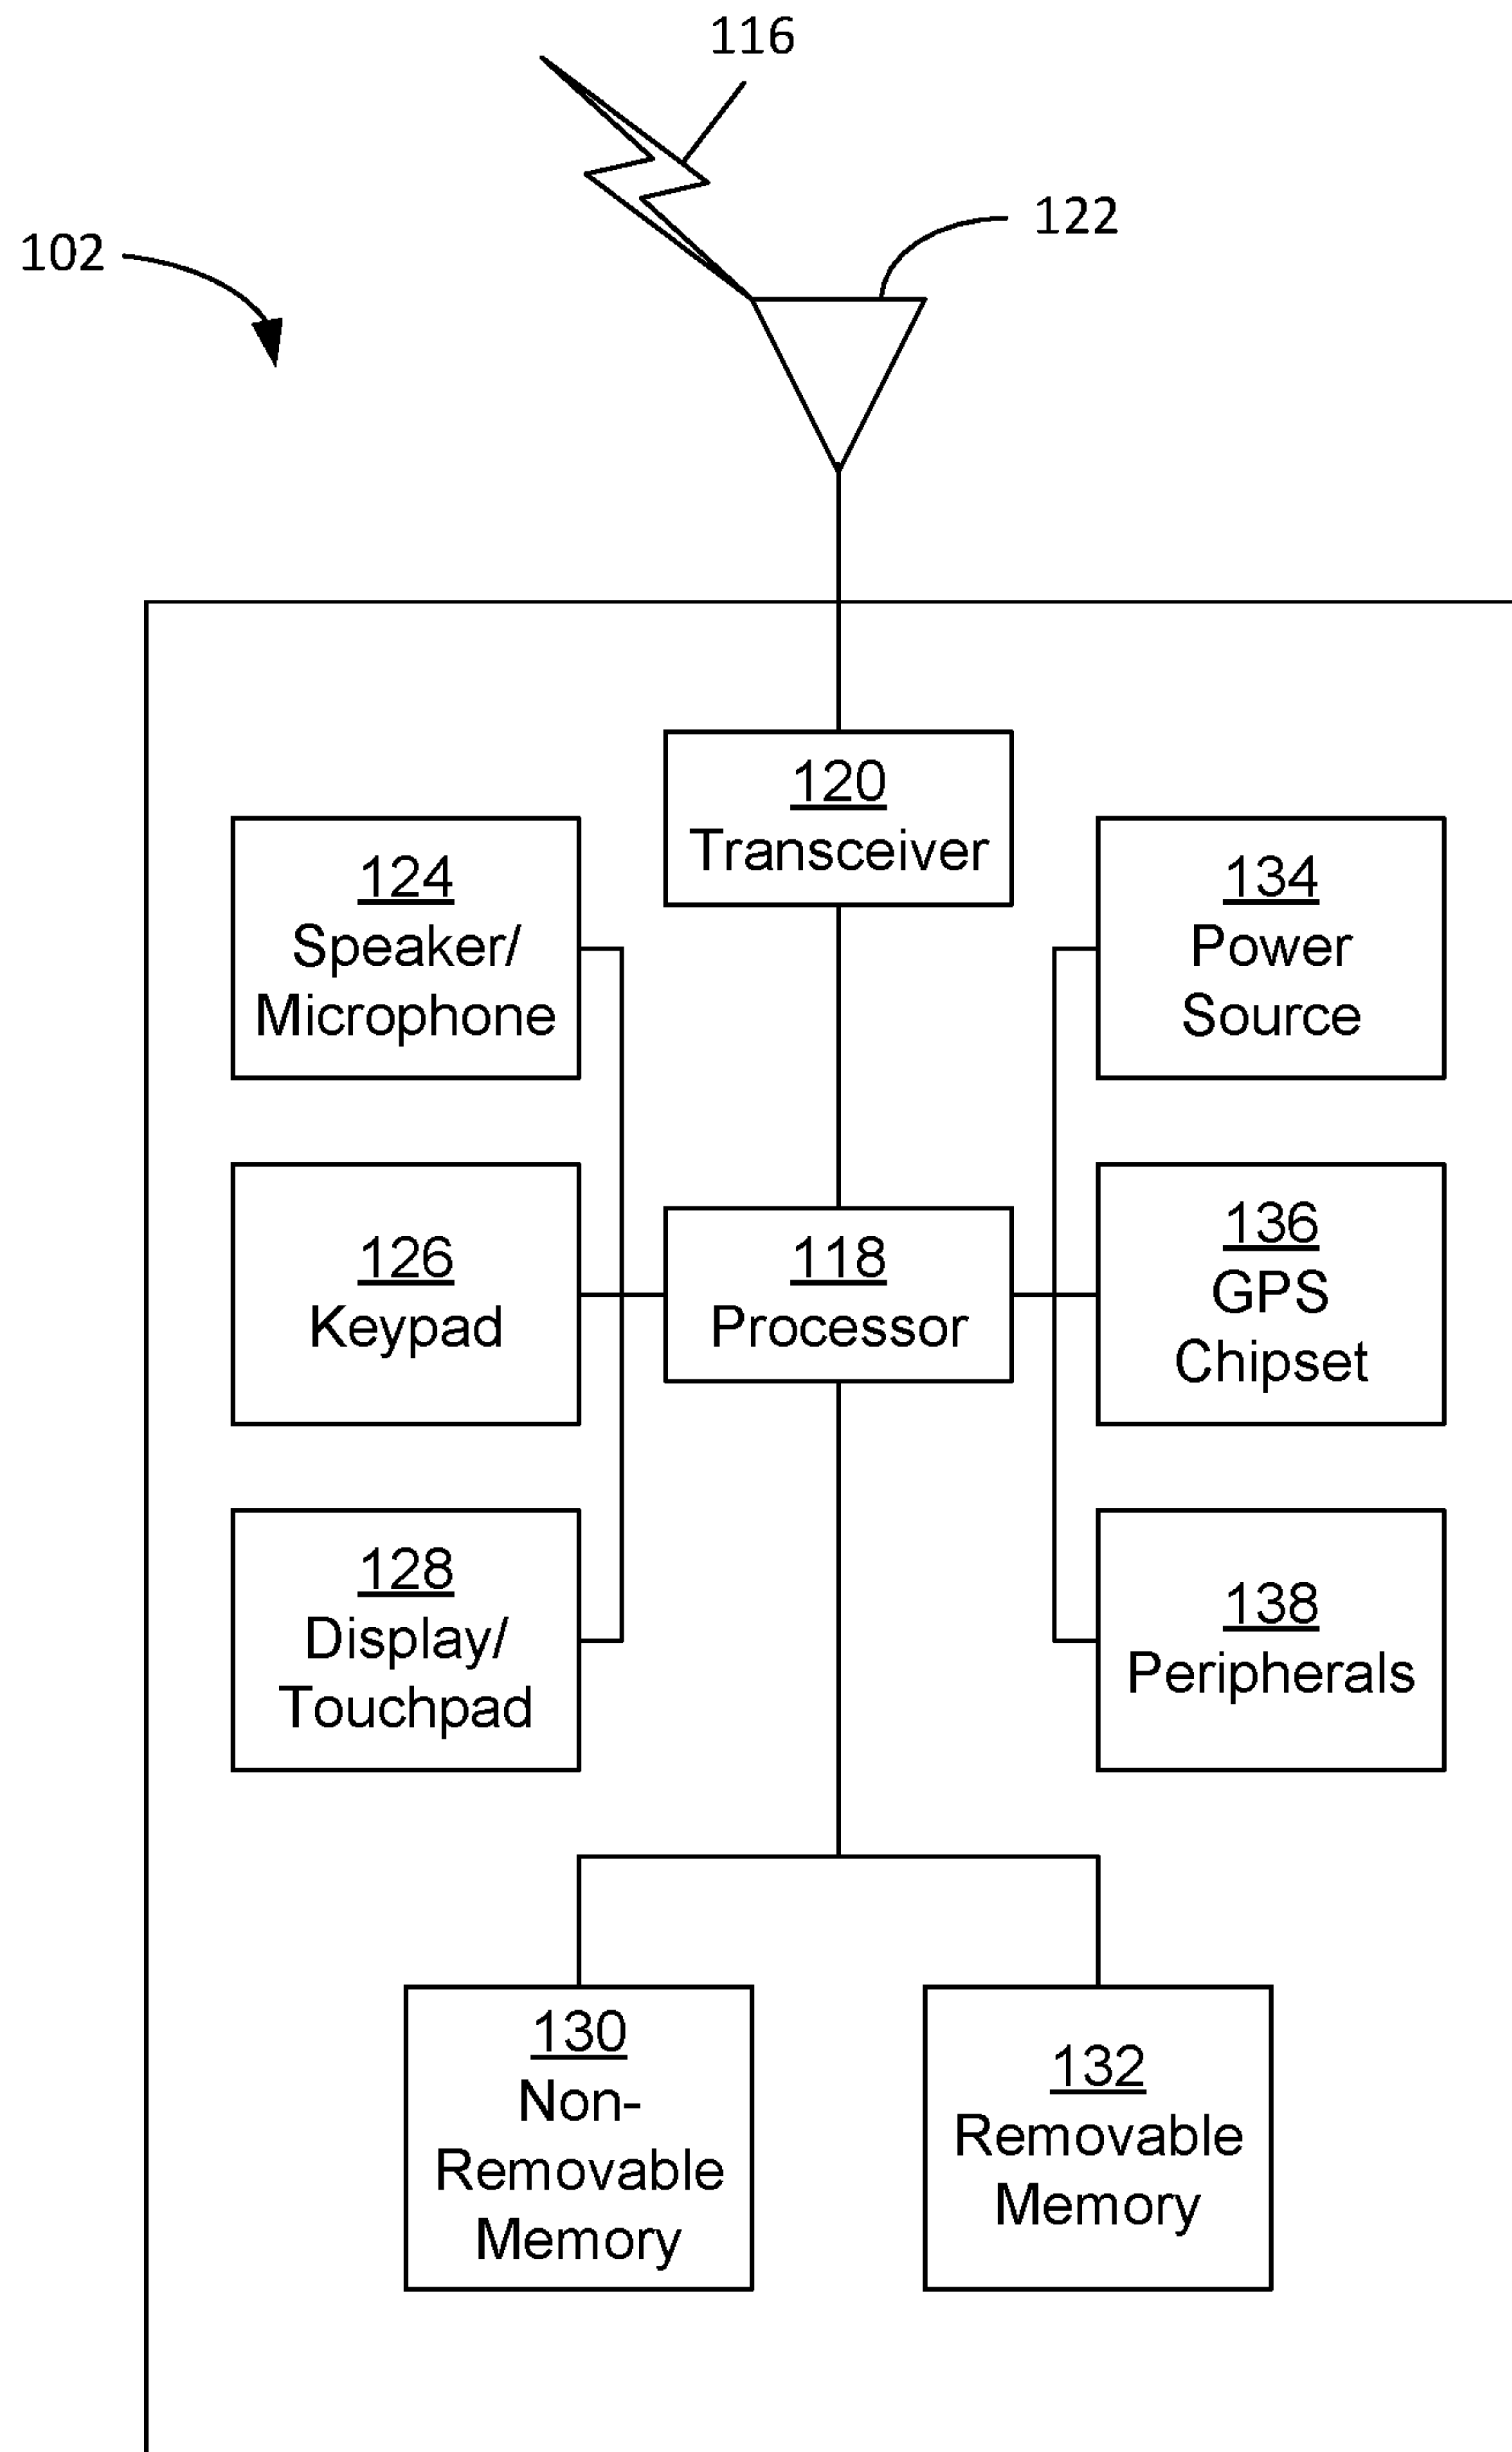 116
122
102
120
Transceiver
124
Speaker/
Microphone
134
Power
Source
126
Keypad
118
Processor
136
GPS
Chipset
128
Display/
Touchpad
138
Peripherals
130
Non-
Removable
Memory
132
Removable
Memory